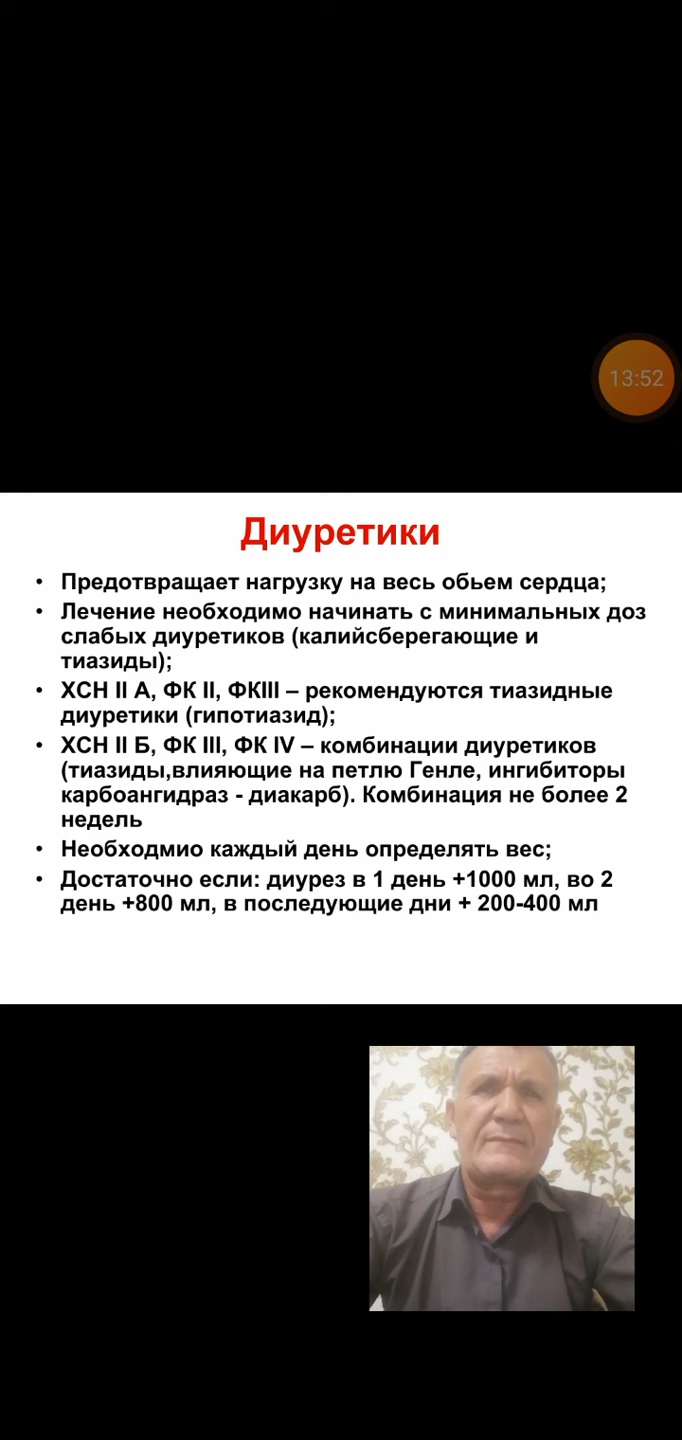 13:52
Диуретики
• Предотвращает нагрузку на весь обьем сердца;
• Лечение необходимо начинать с минимальных доз
слабых диуретиков (калийсберегающие и
тиазиды);
• ХСН II А, ФК II, ФКIII – рекомендуются тиазидные
диуретики (гипотиазид);
• ХСН II Б, ФК III, ФК IV – комбинации диуретиков
(тиазиды,влияющие на петлю Генле, ингибиторы
карбоангидраз - диакарб). Комбинация не более 2
недель
• Необходмио каждый день определять вес;
• Достаточно если: диурез в 1 день +1000 мл, во 2
день +800 мл, в последующие дни + 200-400 мл